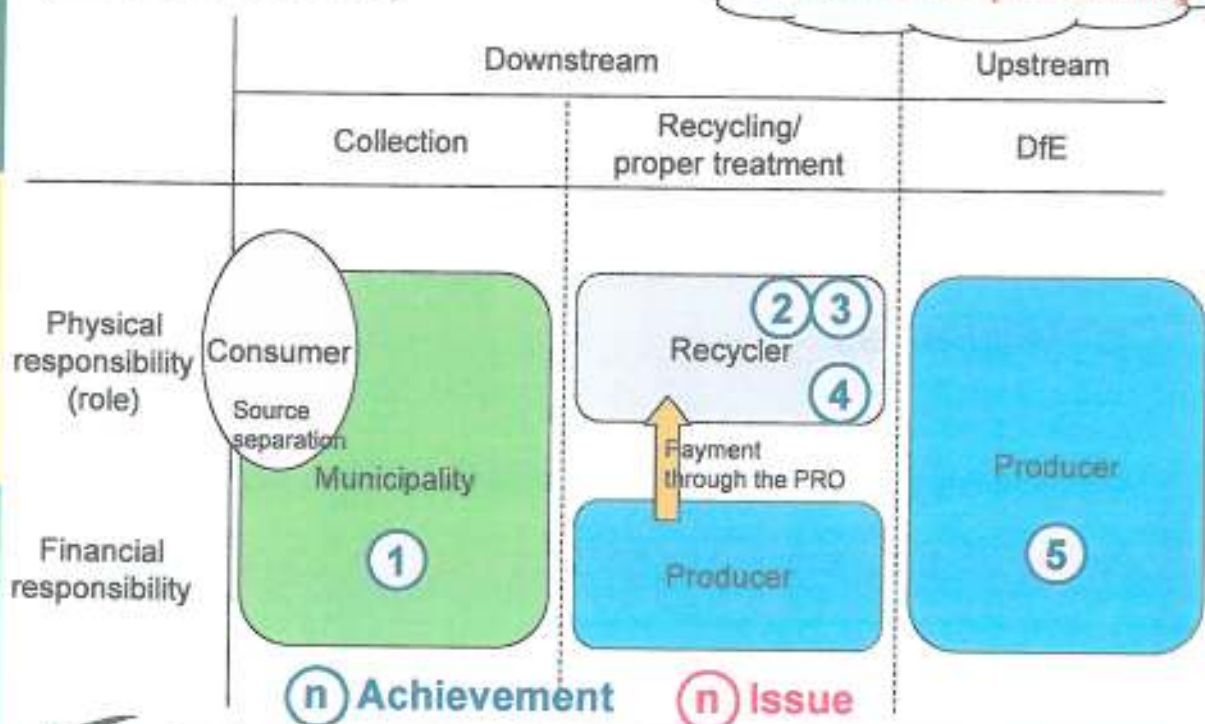 Downstream
Upstream
Collection
Recycling/
proper treatment
DfE
Physical
responsibility
(role)
Consumer
Source
separation
Municipality
1
2 3
Recycler
4
Payment
through the PRO
Producer
Producer
5
Financial
responsibility
n Achievement
n Issue